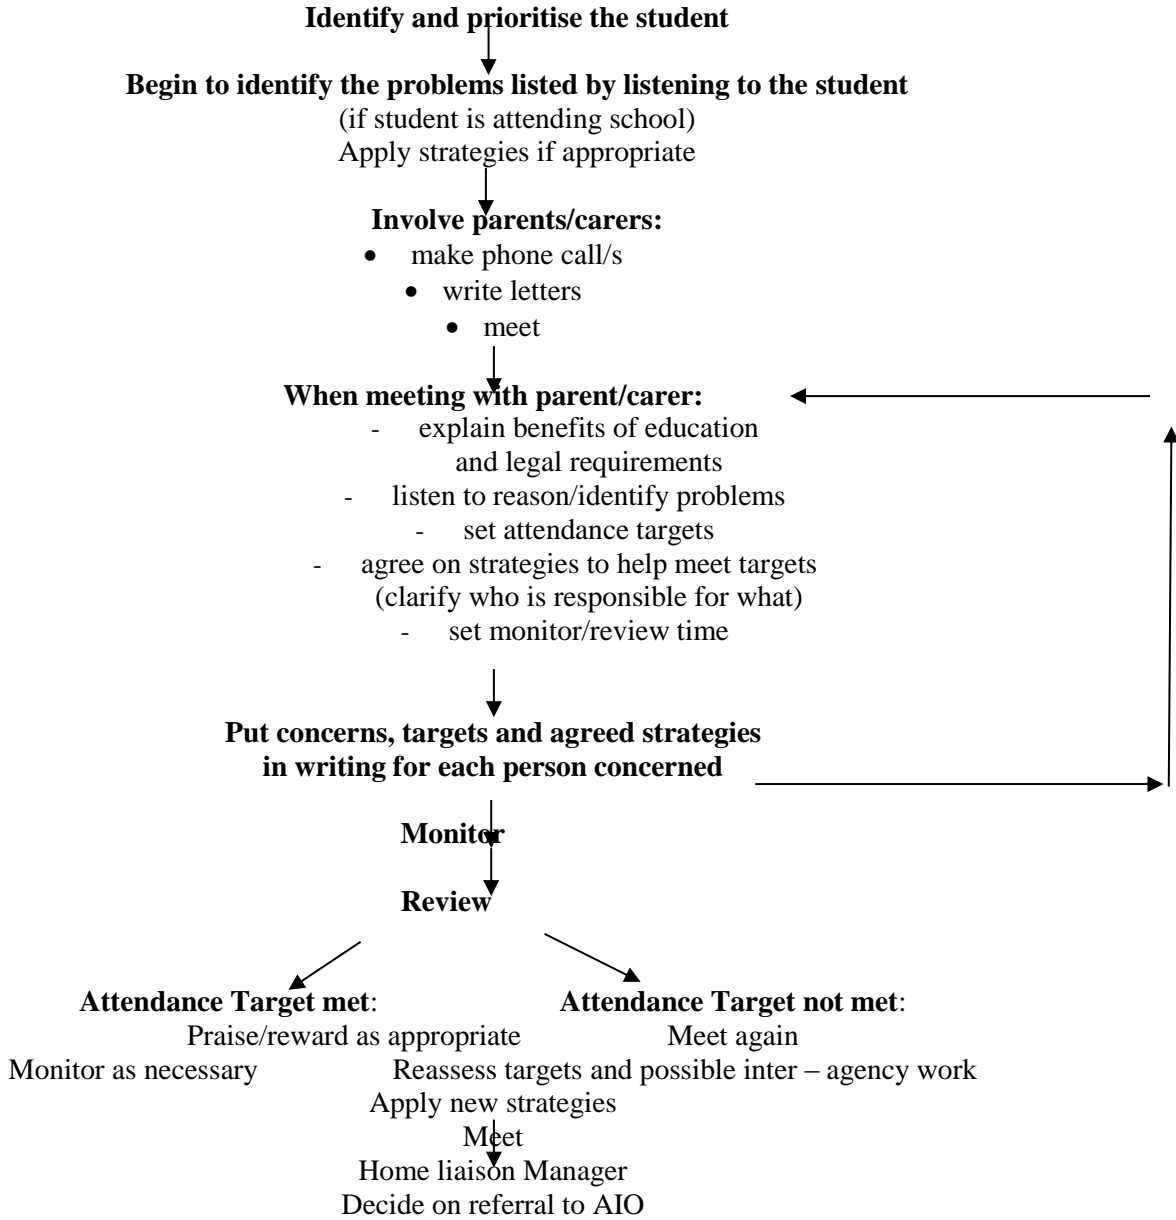 Identify and prioritise the student
Begin to identify the problems listed by listening to the student
(if student is attending school)
Apply strategies if appropriate
Involve parents/carers:
• make phone call/s
• write letters
• meet
When meeting with parent/carer:
- explain benefits of education
and legal requirements
- listen to reason/identify problems
- set attendance targets
- agree on strategies to help meet targets
(clarify who is responsible for what)
- set monitor/review time
Put concerns, targets and agreed strategies
in writing for each person concerned
Monitor
Review
Attendance Target met: Attendance Target not met:
Praise/reward as appropriate Meet again
Monitor as necessary Reassess targets and possible inter – agency work
Apply new strategies
Meet
Home liaison Manager
Decide on referral to AIO